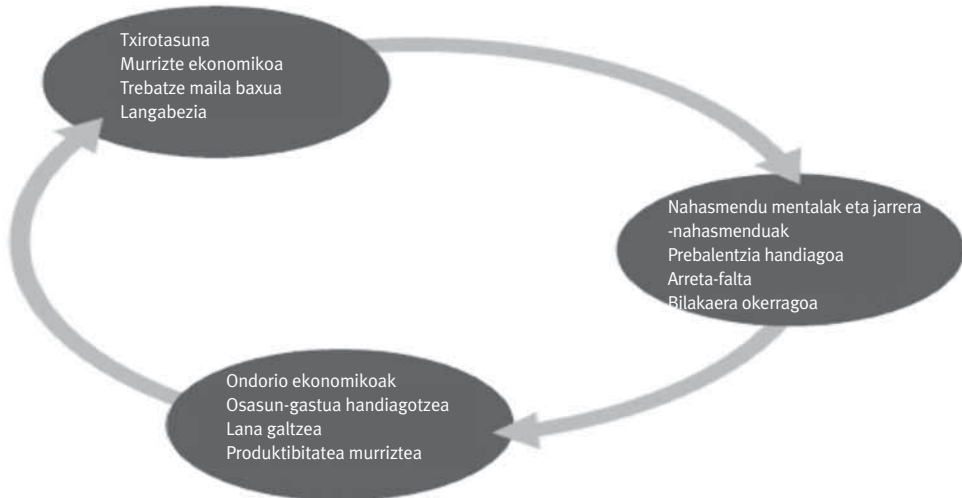 Txirotasuna
Murrizte ekonomikoa
Trebatze maila baxua
Langabezia
Nahasmendu mentalak eta jarrera
-nahasmenduak
Prebalentzia handiagoa
Arreta-falta
Bilakaera okerragoa
Ondorio ekonomikoak
Osasun-gastua handiagotzea
Lana galtzea
Produktibitatea murriztea